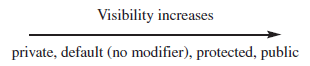 Visibility increases
private, default (no modifier), protected, public